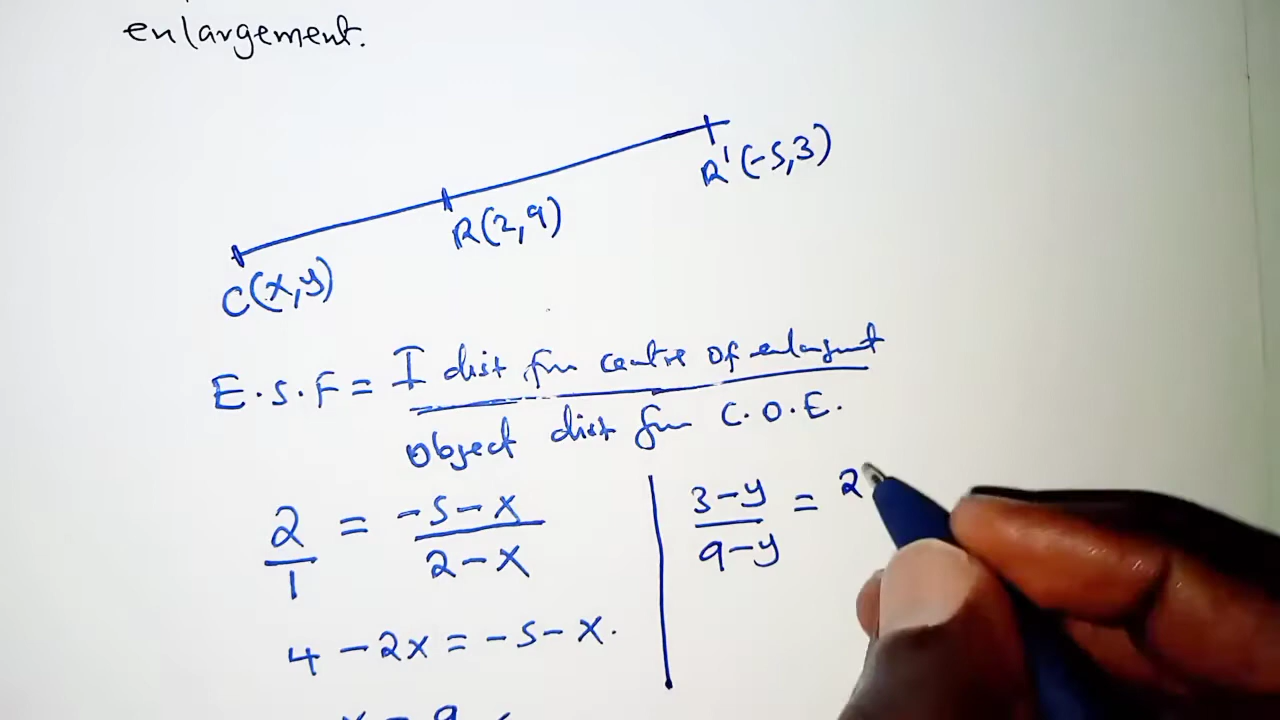 enlargement.
R'(-5,3)
R(2,9)
C(x,y)
E.S.F = I dist fm centre of enlargmt
object dist fm C.O.E.
2/1 = -5-x/2-x
3-y/9-y = 2
4-2x = -5-x.